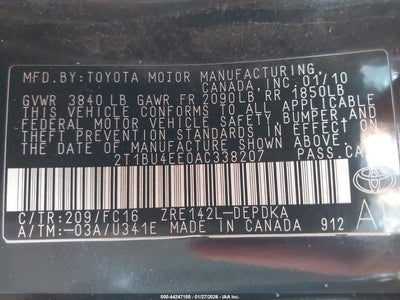 MFD.BY:TOYOTA MOTOR MANUFACTURING
CANADA,INC. 01/10
GVWR 3840 LB GAWR FR 2090LB RR 1850LB
THIS VEHICLE CONFORMS TO ALL
APPLICABLE FEDERAL
MOTOR VEHICLE SAFETY, BUMPER AND
THEFT PREVENTION STANDARDS
IN EFFECT ON THE DATE OF
MANUFACTURE SHOWN ABOVE.
2T1BU4EE0AC338207 PASS.CAR
TOYOTA
C/TR:209/FC16 ZRE142L-DEPDKA
A/TM:-03A/U341E MADE IN CANADA 912
000-44247100 - 01/27/2026 - IAA Inc.